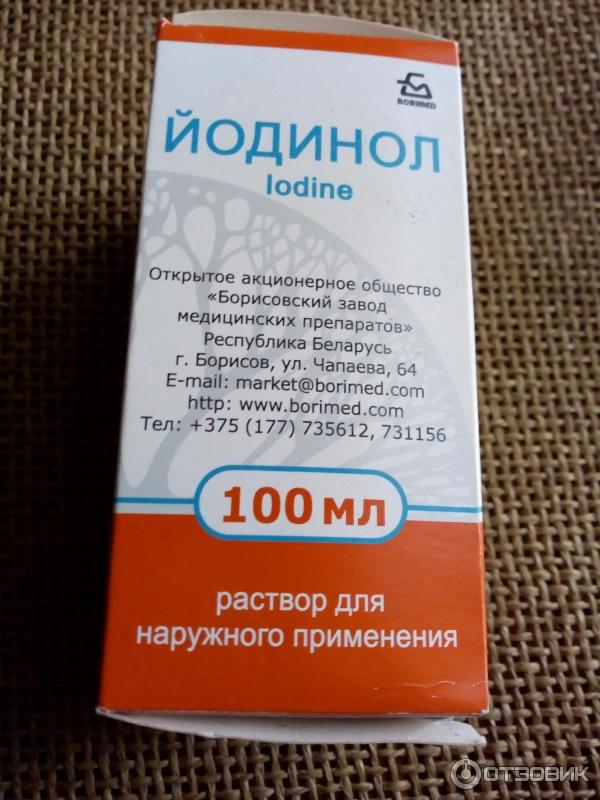 BORIMED
ЙОДИНОЛ
Iodine
Открытое акционерное общество
«Борисовский завод
медицинских препаратов»
Республика Беларусь
г. Борисов, ул. Чапаева, 64
E-mail: market@borimed.com
http: www.borimed.com
Тел: +375 (177) 735612, 731156
100 мл
раствор для
наружного применения
ОТЗОВИК